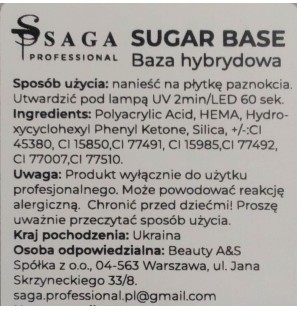 SAGA
PROFESSIONAL
SUGAR BASE
Baza hybrydowa
Sposób użycia: nanieść na płytkę paznokcia.
Utwardzić pod lampą UV 2min/LED 60 sek.
Ingredients: Polyacrylic Acid, HEMA, Hydro-
xycyclohexyl Phenyl Ketone, Silica, +/-:CI
45380, CI 15850,CI 77491, CI 15985,CI 77492,
CI 77007,CI 77510.
Uwaga: Produkt wyłącznie do użytku
profesjonalnego. Może powodować reakcję
alergiczną. Chronić przed dziećmi! Proszę
uważnie przeczytać sposób użycia.
Kraj pochodzenia: Ukraina
Osoba odpowiedzialna: Beauty A&S
Spółka z o.o., 04-563 Warszawa, ul. Jana
Skrzyneckiego 33/8.
saga.professional.pl@gmail.com